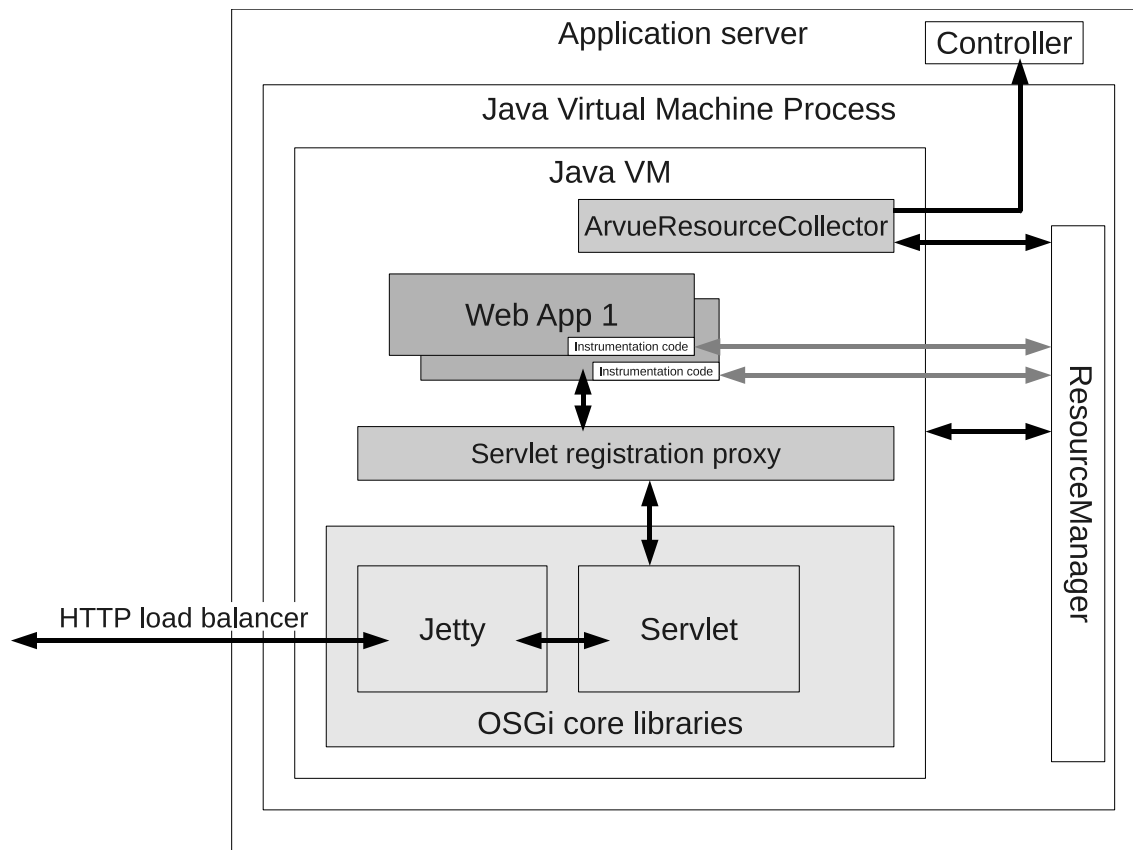 Application server
Controller
Java Virtual Machine Process
Java VM
ArvueResourceCollector
Web App 1
Instrumentation code
Instrumentation code
ResourceManager
Servlet registration proxy
HTTP load balancer
Jetty
Servlet
OSGi core libraries